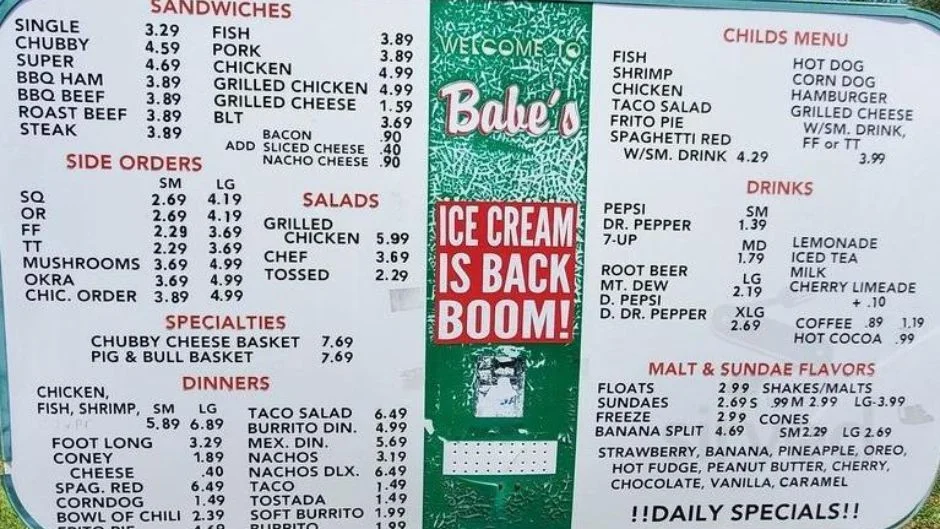 SANDWICHES
SINGLE 3.29
CHUBBY 4.59
SUPER 4.69
BBQ HAM 3.89
BBQ BEEF 3.89
ROAST BEEF 3.89
STEAK 3.89
FISH 3.89
PORK 3.89
CHICKEN 4.99
GRILLED CHICKEN 4.99
GRILLED CHEESE 1.59
BLT 3.69
BACON .90
ADD SLICED CHEESE .40
NACHO CHEESE .90
SIDE ORDERS
SM LG
SQ 2.69 4.19
OR 2.69 4.19
FF 2.29 3.69
TT 2.29 3.69
MUSHROOMS 3.69 4.99
OKRA 3.69 4.99
CHIC. ORDER 3.89 4.99
SALADS
GRILLED
CHICKEN 5.99
CHEF 3.69
TOSSED 2.29
SPECIALTIES
CHUBBY CHEESE BASKET 7.69
PIG & BULL BASKET 7.69
DINNERS
CHICKEN,
FISH, SHRIMP, SM LG
5.89 6.89
FOOT LONG 3.29
CONEY 1.89
CHEESE .40
SPAG. RED 6.49
CORNDOG 1.49
BOWL OF CHILI 2.39
FRITO PIE 4.69
TACO SALAD 6.49
BURRITO DIN. 4.99
MEX. DIN. 5.69
NACHOS 3.19
NACHOS DLX. 6.49
TACO 1.49
TOSTADA 1.49
SOFT BURRITO 1.99
BURRITO 1.99
WELCOME TO
Babe's
ICE CREAM
IS BACK
BOOM!
CHILDS MENU
FISH
SHRIMP
CHICKEN
TACO SALAD
FRITO PIE
SPAGHETTI RED
W/SM. DRINK 4.29
HOT DOG
CORN DOG
HAMBURGER
GRILLED CHEESE
W/SM. DRINK,
FF or TT
3.99
DRINKS
PEPSI
DR. PEPPER
7-UP
ROOT BEER
MT. DEW
D. PEPSI
D. DR. PEPPER
SM
1.39
MD
1.79
LG
2.19
XLG
2.69
LEMONADE
ICED TEA
MILK
CHERRY LIMEADE
+ .10
COFFEE .89 1.19
HOT COCOA .99
MALT & SUNDAE FLAVORS
FLOATS 2.99 SHAKES/MALTS
SUNDAES 2.69 S .99 M 2.99 LG-3.99
FREEZE 2.99 CONES
BANANA SPLIT 4.69 SM 2.29 LG 2.69
STRAWBERRY, BANANA, PINEAPPLE, OREO,
HOT FUDGE, PEANUT BUTTER, CHERRY,
CHOCOLATE, VANILLA, CARAMEL
!!DAILY SPECIALS!!